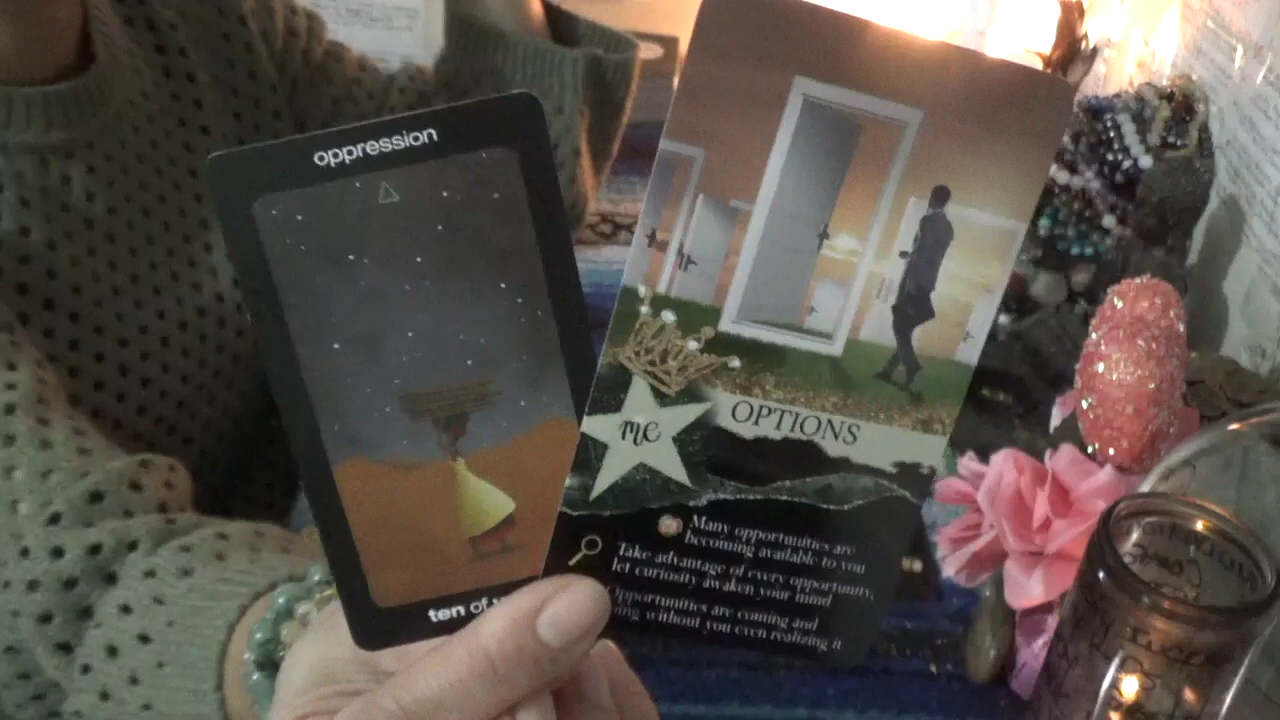 oppression
ten of
OPTIONS
me
Many opportunities are
becoming available to you
Take advantage of every opportunity,
let curiosity awaken your mind
Opportunities are coming and
without you even realizing it